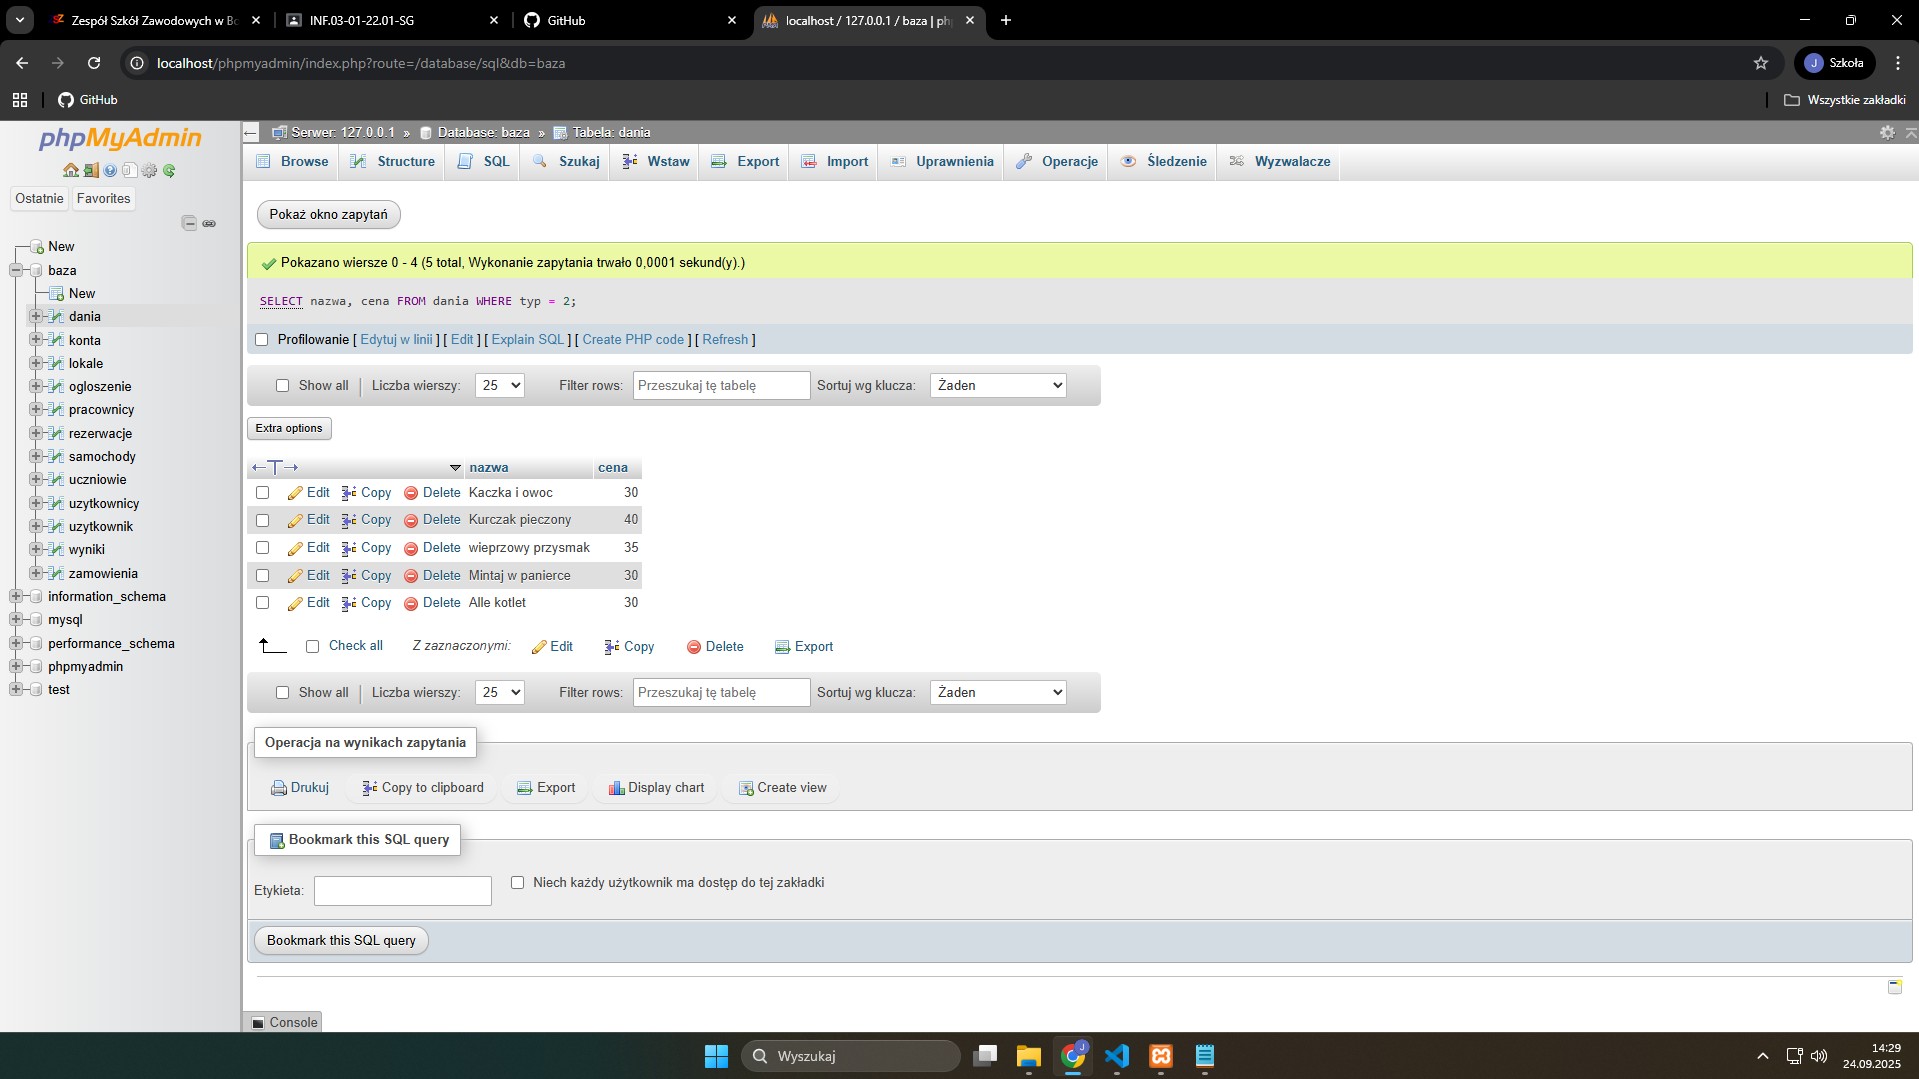 Zespół Szkół Zawodowych w Bo
INF.03-01-22.01-SG
GitHub
localhost / 127.0.0.1 / baza | ph
localhost/phpmyadmin/index.php?route=/database/sql&db=baza
J Szkoła
GitHub
Wszystkie zakładki
phpMyAdmin
Ostatnie Favorites
New
baza
New
dania
konta
lokale
ogloszenie
pracownicy
rezerwacje
samochody
uczniowie
uzytkownicy
uzytkownik
wyniki
zamowienia
information_schema
mysql
performance_schema
phpmyadmin
test
Serwer: 127.0.0.1 » Database: baza » Tabela: dania
Browse Structure SQL Szukaj Wstaw Export Import Uprawnienia Operacje Śledzenie Wyzwalacze
Pokaż okno zapytań
Pokazano wiersze 0 - 4 (5 total, Wykonanie zapytania trwało 0,0001 sekund(y).)
SELECT nazwa, cena FROM dania WHERE typ = 2;
Profilowanie [ Edytuj w linii ] [ Edit ] [ Explain SQL ] [ Create PHP code ] [ Refresh ]
Show all | Liczba wierszy: 25 Filter rows: Przeszukaj tę tabelę Sortuj wg klucza: Żaden
Extra options
←T→ nazwa cena
Edit Copy Delete Kaczka i owoc 30
Edit Copy Delete Kurczak pieczony 40
Edit Copy Delete wieprzowy przysmak 35
Edit Copy Delete Mintaj w panierce 30
Edit Copy Delete Alle kotlet 30
Check all Z zaznaczonymi: Edit Copy Delete Export
Show all | Liczba wierszy: 25 Filter rows: Przeszukaj tę tabelę Sortuj wg klucza: Żaden
Operacja na wynikach zapytania
Drukuj Copy to clipboard Export Display chart Create view
Bookmark this SQL query
Etykieta: Niech każdy użytkownik ma dostęp do tej zakładki
Bookmark this SQL query
Console
Wyszukaj
J
14:29
24.09.2025